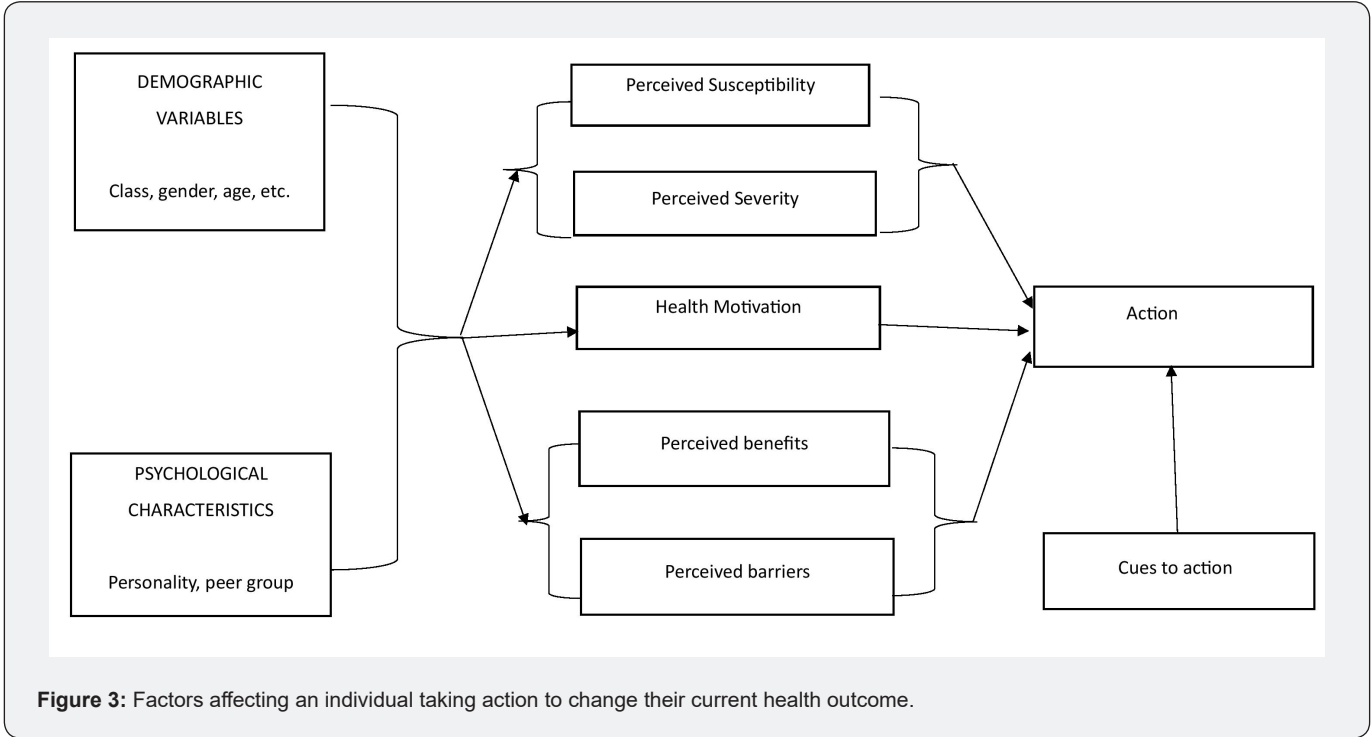 DEMOGRAPHIC
VARIABLES
Class, gender, age, etc.
PSYCHOLOGICAL
CHARACTERISTICS
Personality, peer group
Perceived Susceptibility
Perceived Severity
Health Motivation
Perceived benefits
Perceived barriers
Action
Cues to action
Figure 3: Factors affecting an individual taking action to change their current health outcome.